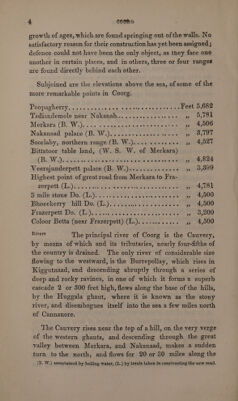 4 COORG
growth of ages, which are found springing out of the walls. No
satisfactory reason for their construction has yet been assigned;
defence could not have been the only object, as they face one
another in certain places, and in others, three or four ranges
are found directly behind each other.
Subjoined are the elevations above the sea, of some of the
more remarkable points in Coorg.
Poopagherry .................. Feet 5,682
Tediandemole near Naknaah .................. „ 5,781
Merkara (B. W.) .................. „ 4,506
Naknanad palace (B. W.) .................. „ 3,797
Soorlaby, northern range (B. W.) .................. „ 4,527
Bittatoor table land, (W. S. W. of Merkara)
(B. W.) .................. „ 4,824
Veerajunderpett palace (B. W.) .................. „ 3,399
Highest point of great road from Merkara to Fra-
zerpett (L.) .................. „ 4,781
5 mile stone Do. (L.) .................. „ 4,500
Bhoeekerry hill Do. (L.) .................. „ 4,500
Frazerpett Do. (L.) .................. „ 3,200
Coloor Betta (near Frazerpett) (L.) .................. „ 4,500
Rivers The principal river of Coorg is the Cauvery,
by means of which and its tributaries, nearly four-fifths of
the country is drained. The only river of considerable size
flowing to the westward, is the Burrepollay, which rises in
Kiggutnaad, and descending abruptly through a series of
deep and rocky ravines, in one of which it forms a superb
cascade 2 or 300 feet high, flows along the base of the hills,
by the Huggala ghaut, where it is known as the stony
river, and disembogues itself into the sea a few miles north
of Cannanore.
The Cauvery rises near the top of a hill, on the very verge
of the western ghauts, and descending through the great
valley between Merkara, and Naknaad, makes a sudden
turn to the north, and flows for 20 or 30 miles along the
(B. W.) ascertained by boiling water, (L.) by levels taken in constructing the new road.